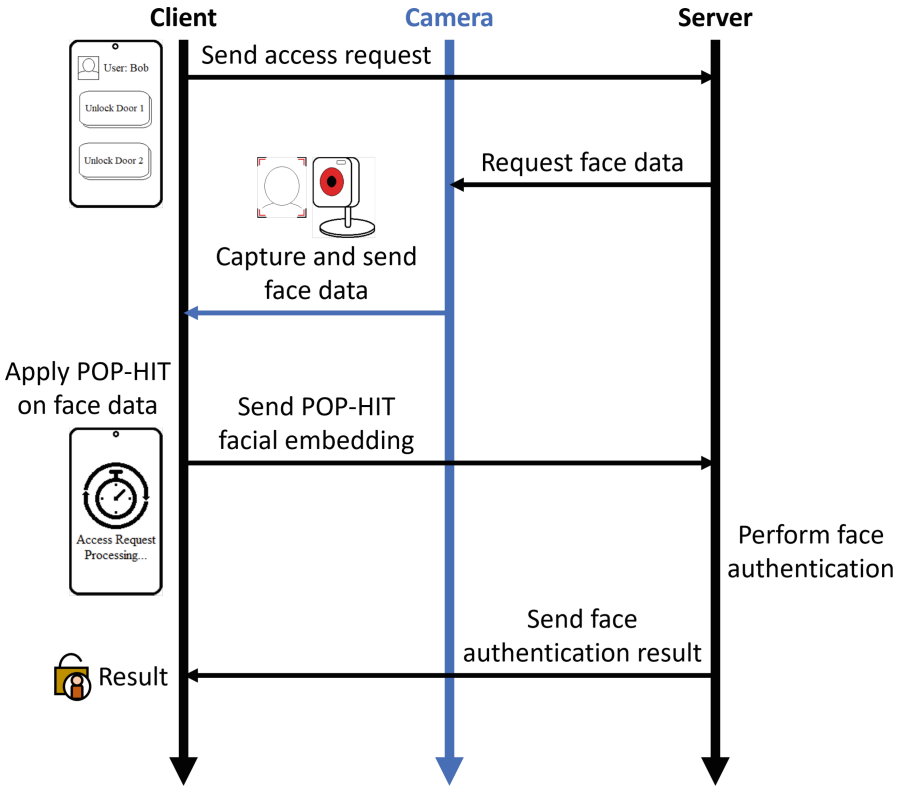 Client
Camera
Server
User: Bob
Unlock Door 1
Unlock Door 2
Send access request
Request face data
Capture and send
face data
Apply POP-HIT
on face data
Send POP-HIT
facial embedding
Access Request
Processing...
Perform face
authentication
Send face
authentication result
Result